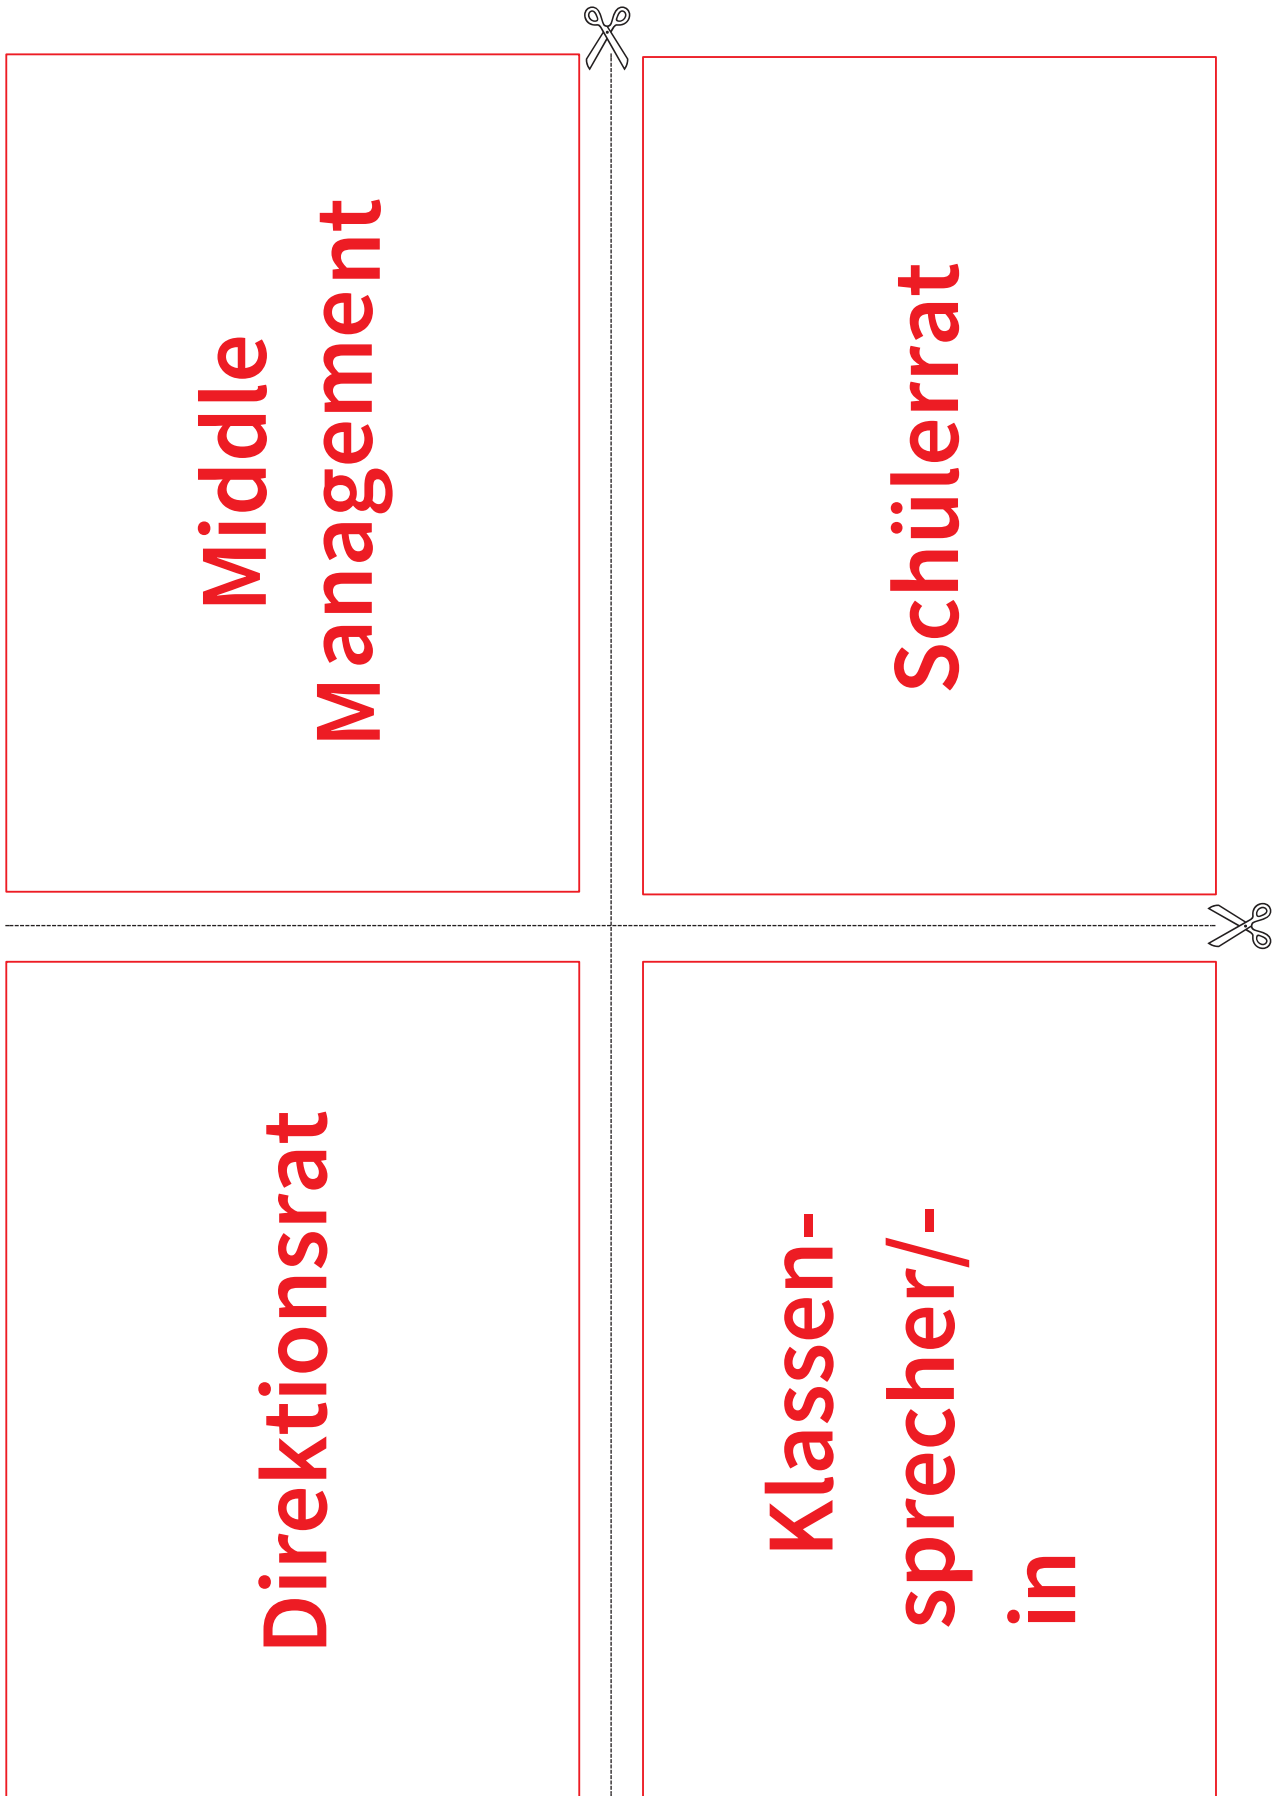 Middle
Management
Schülerrat
Direktionsrat
Klassen-
sprecher/-
in